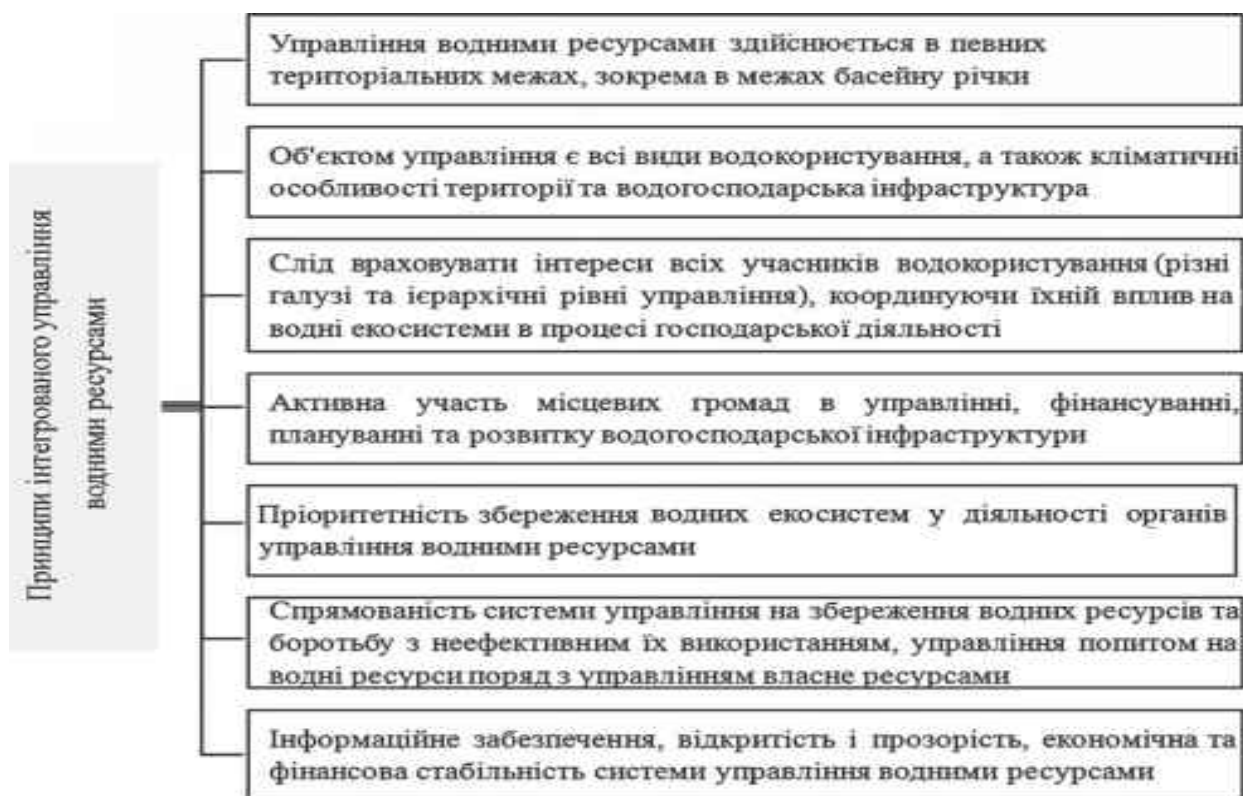 Принципи інтегрованого управління
водними ресурсами
Управління водними ресурсами здійснюється в певних
територіальних межах, зокрема в межах басейну річки
Об'єктом управління є всі види водокористування, а також кліматичні
особливості території та водогосподарська інфраструктура
Слід враховувати інтереси всіх учасників водокористування (різні
галузі та ієрархічні рівні управління), координуючи їхній вплив на
водні екосистеми в процесі господарської діяльності
Активна участь місцевих громад в управлінні, фінансуванні,
плануванні та розвитку водогосподарської інфраструктури
Пріоритетність збереження водних екосистем у діяльності органів
управління водними ресурсами
Спрямованість системи управління на збереження водних ресурсів та
боротьбу з неефективним їх використанням, управління попитом на
водні ресурси поряд з управлінням власне ресурсами
Інформаційне забезпечення, відкритість і прозорість, економічна та
фінансова стабільність системи управління водними ресурсами